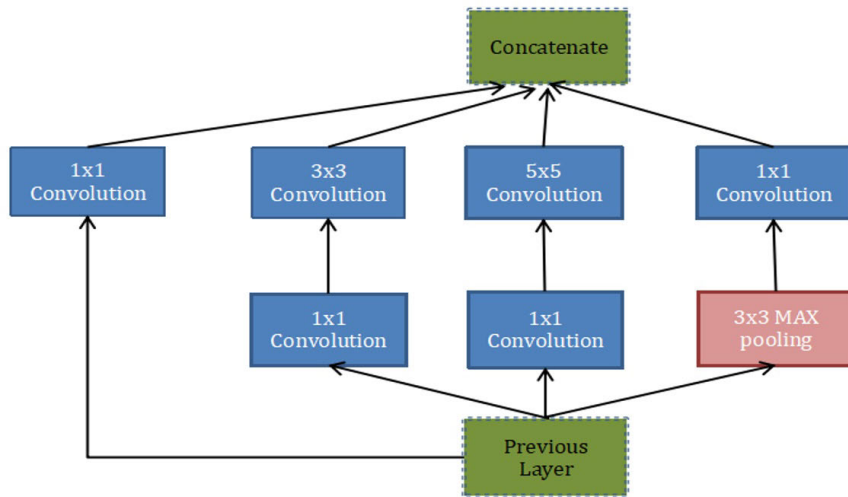 Concatenate
1x1
Convolution
3x3
Convolution
5x5
Convolution
1x1
Convolution
1x1
Convolution
1x1
Convolution
3x3 MAX
pooling
Previous
Layer